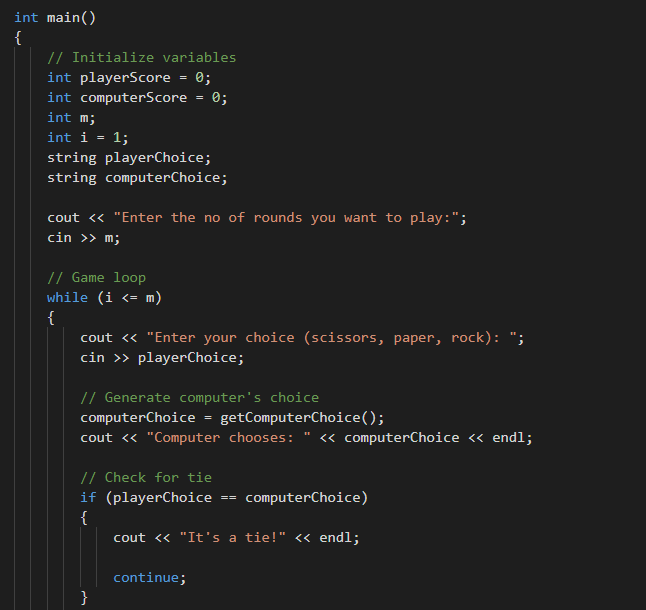 int main()
{
// Initialize variables
int playerScore = 0;
int computerScore = 0;
int m;
int i = 1;
string playerChoice;
string computerChoice;
cout << "Enter the no of rounds you want to play:";
cin >> m;
// Game loop
while (i <= m)
{
cout << "Enter your choice (scissors, paper, rock): ";
cin >> playerChoice;
// Generate computer's choice
computerChoice = getComputerChoice();
cout << "Computer chooses: " << computerChoice << endl;
// Check for tie
if (playerChoice == computerChoice)
{
cout << "It's a tie!" << endl;
continue;
}